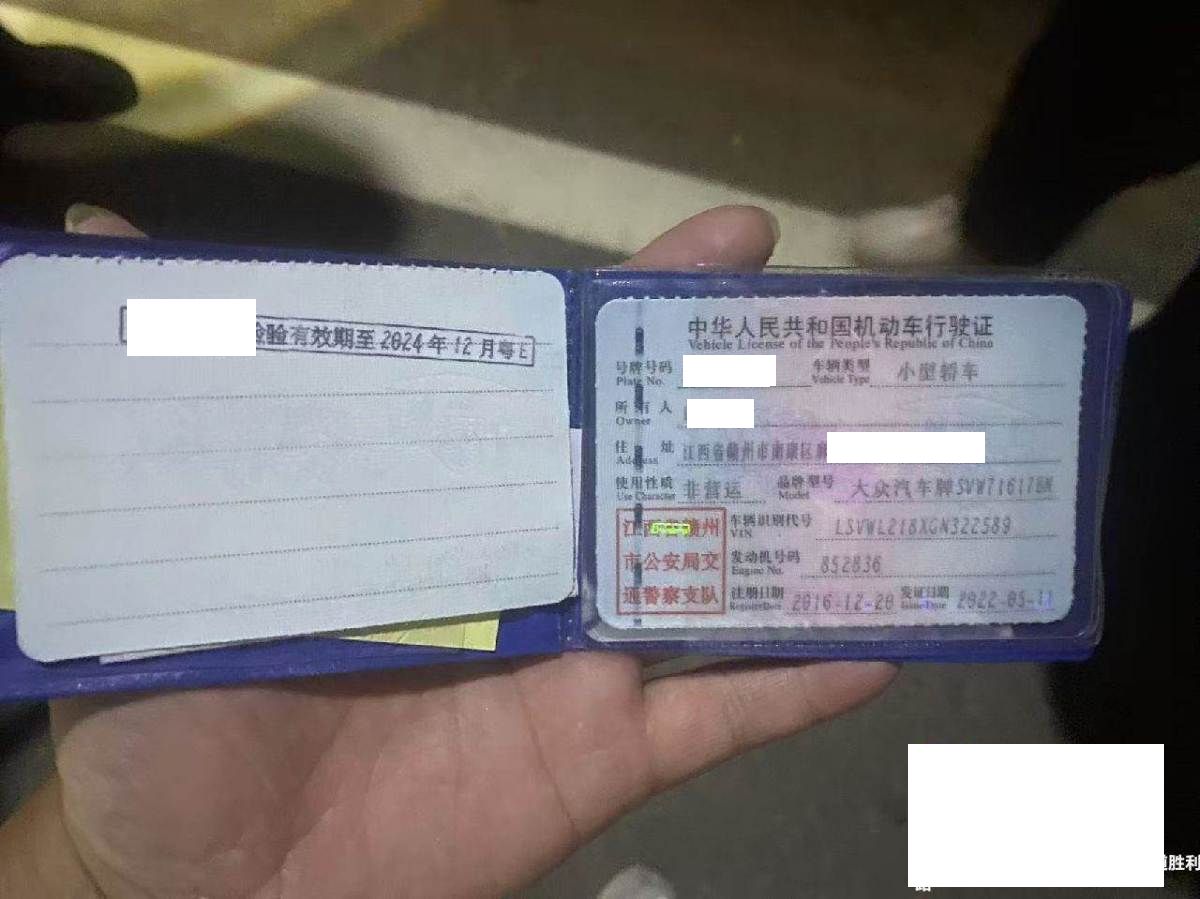 检验有效期至2024年12月
中华人民共和国机动车行驶证
Vehicle License of the People's Republic of China
号牌号码
Plate No.
车辆类型
Vehicle Type
小型轿车
所有人
Owner
住址
Address
江西省赣州市南康区
使用性质
Use Character
非营运
品牌型号
Model
大众汽车牌SVW71617BM
江西省赣州
市公安局交
通警察支队
车辆识别代号
VIN
LSVWL218XGN322589
发动机号码
Engine No.
852836
注册日期
Register Date
2016-12-20
发证日期
Issue Date
2022-05-11
道胜利
路